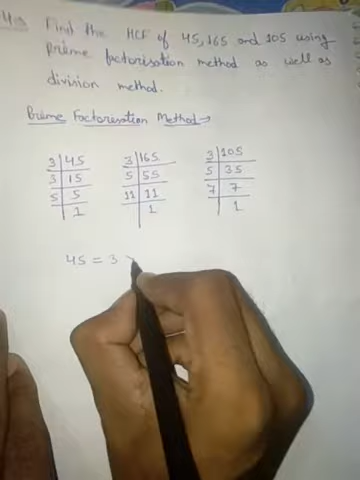 Find the HCF of 45, 165 and 105 using
prime factorisation method as well as
division method.
Prime Factorisation Method →
3 | 45
3 | 15
5 | 5
1
3 | 165
5 | 55
11 | 11
1
3 | 105
5 | 35
7 | 7
1
45 = 3